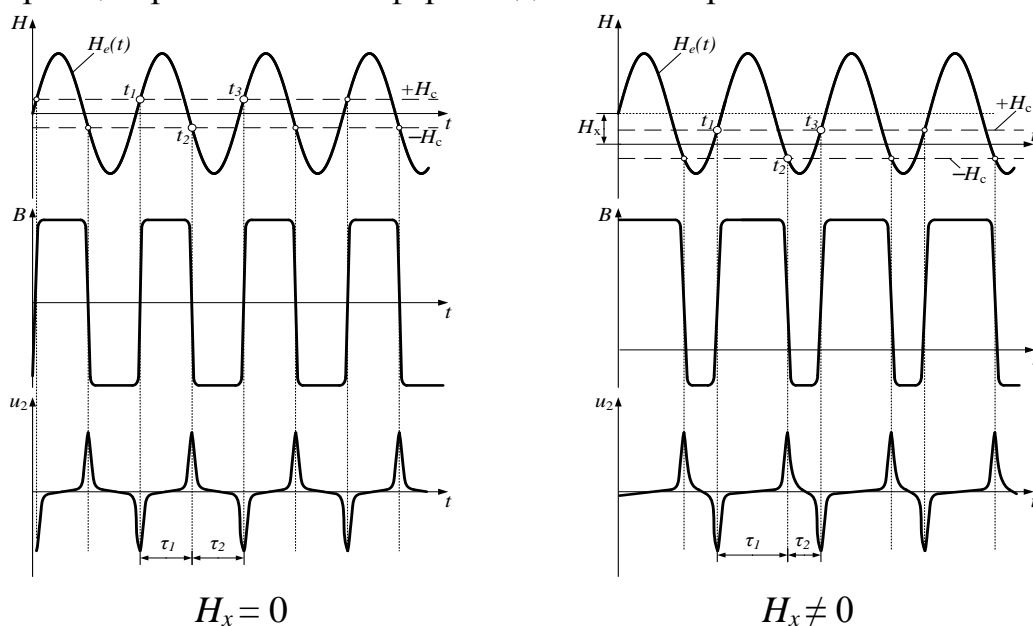 H
H_e(t)
t_1
t_3
+H_c
t
t_2
–H_c
B
t
u_2
t
τ_1
τ_2
H_x = 0
H
H_e(t)
+H_c
H_x
t_1
t_3
t_2
–H_c
B
u_2
τ_1
τ_2
H_x ≠ 0